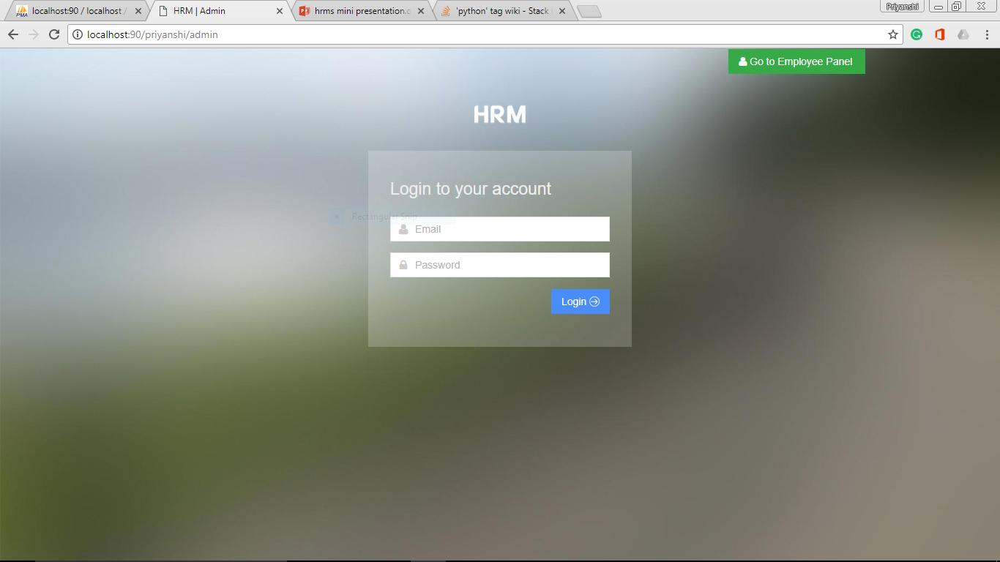 Priyanshi
PMA localhost:90 / localhost /
HRM | Admin
hrms mini presentation.
'python' tag wiki - Stack
localhost:90/priyanshi/admin
Go to Employee Panel
HRM
Login to your account
Rectangular Snip
Email
Password
Login